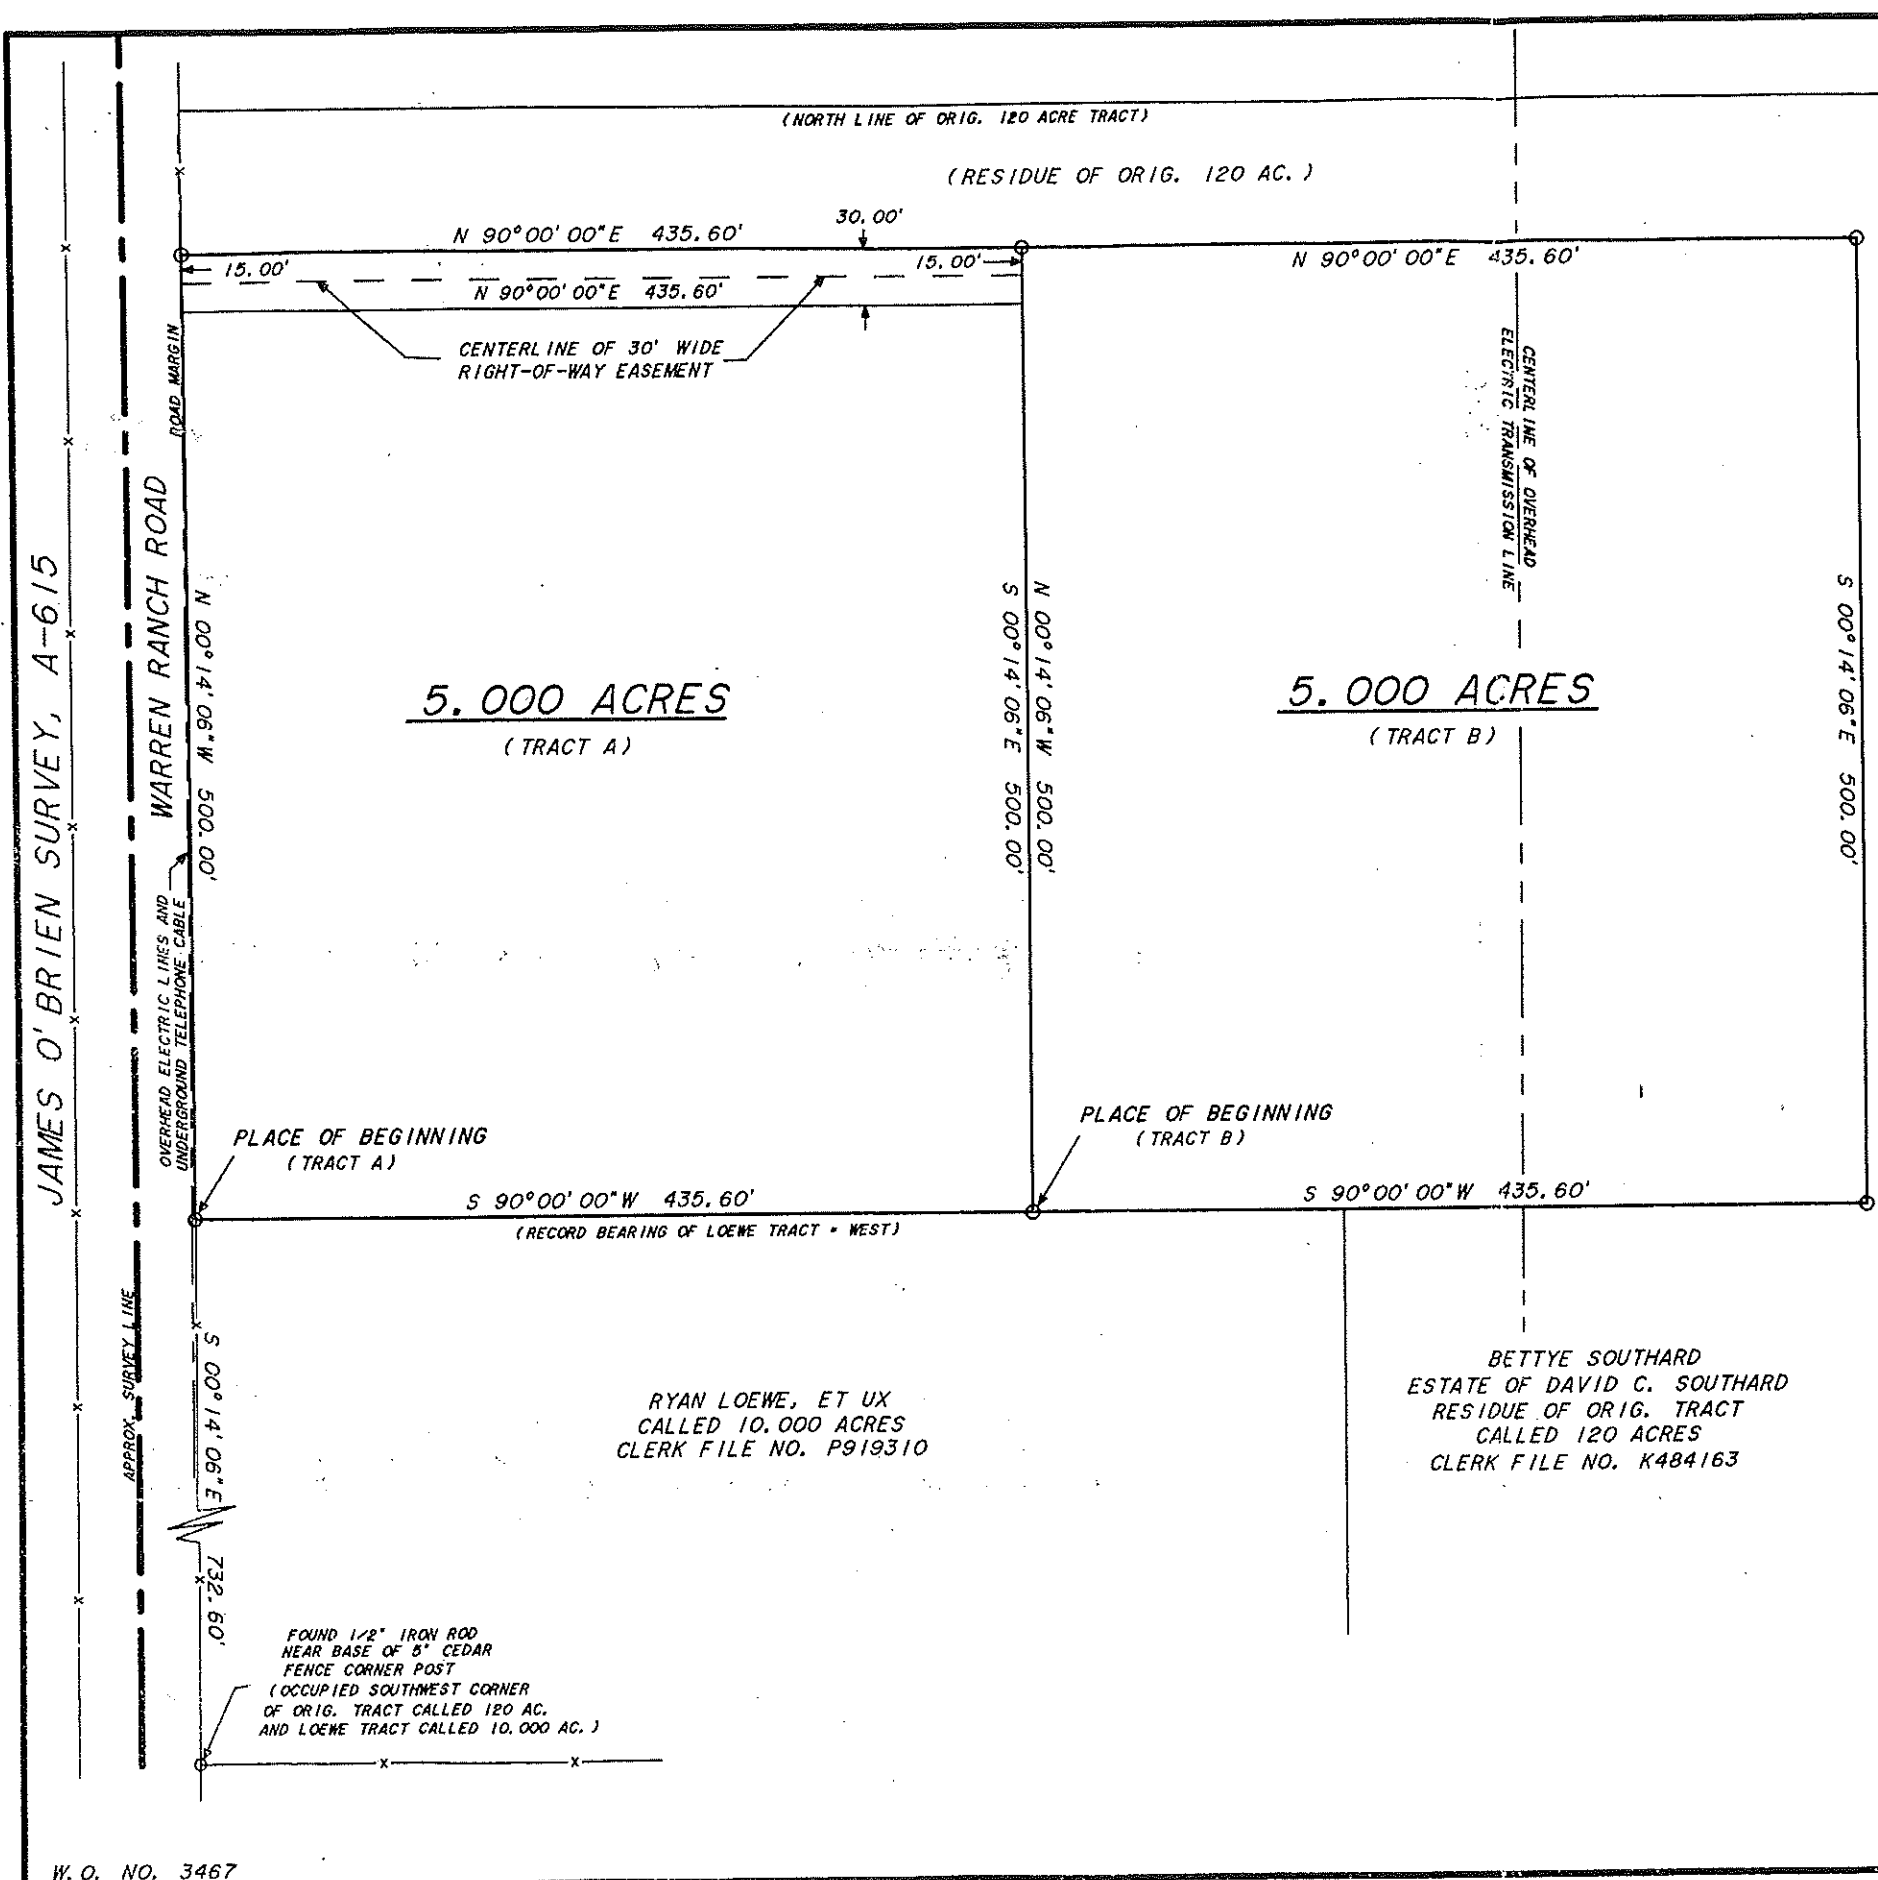 (NORTH LINE OF ORIG. 120 ACRE TRACT)
(RESIDUE OF ORIG. 120 AC.)
N 90°00'00"E 435.60'
30.00'
N 90°00'00"E 435.60'
15.00'
15.00'
N 90°00'00"E 435.60'
CENTERLINE OF 30' WIDE
RIGHT-OF-WAY EASEMENT
ROAD MARGIN
CENTERLINE OF OVERHEAD
ELECTRIC TRANSMISSION LINE
JAMES O'BRIEN SURVEY, A-615
WARREN RANCH ROAD
N 00°14'06"W 500.00'
S 00°14'06"E 500.00'
N 00°14'06"W 500.00'
S 00°14'06"E 500.00'
5.000 ACRES
(TRACT A)
5.000 ACRES
(TRACT B)
OVERHEAD ELECTRIC LINES AND
UNDERGROUND TELEPHONE CABLE
PLACE OF BEGINNING
(TRACT A)
PLACE OF BEGINNING
(TRACT B)
S 90°00'00"W 435.60'
(RECORD BEARING OF LOEWE TRACT = WEST)
S 90°00'00"W 435.60'
APPROX. SURVEY LINE
S 00°14'06"E 732.60'
RYAN LOEWE, ET UX
CALLED 10.000 ACRES
CLERK FILE NO. P919310
BETTYE SOUTHARD
ESTATE OF DAVID C. SOUTHARD
RESIDUE OF ORIG. TRACT
CALLED 120 ACRES
CLERK FILE NO. K484163
FOUND 1/2" IRON ROD
NEAR BASE OF 5" CEDAR
FENCE CORNER POST
(OCCUPIED SOUTHWEST CORNER
OF ORIG. TRACT CALLED 120 AC.
AND LOEWE TRACT CALLED 10.000 AC.)
W.O. NO. 3467